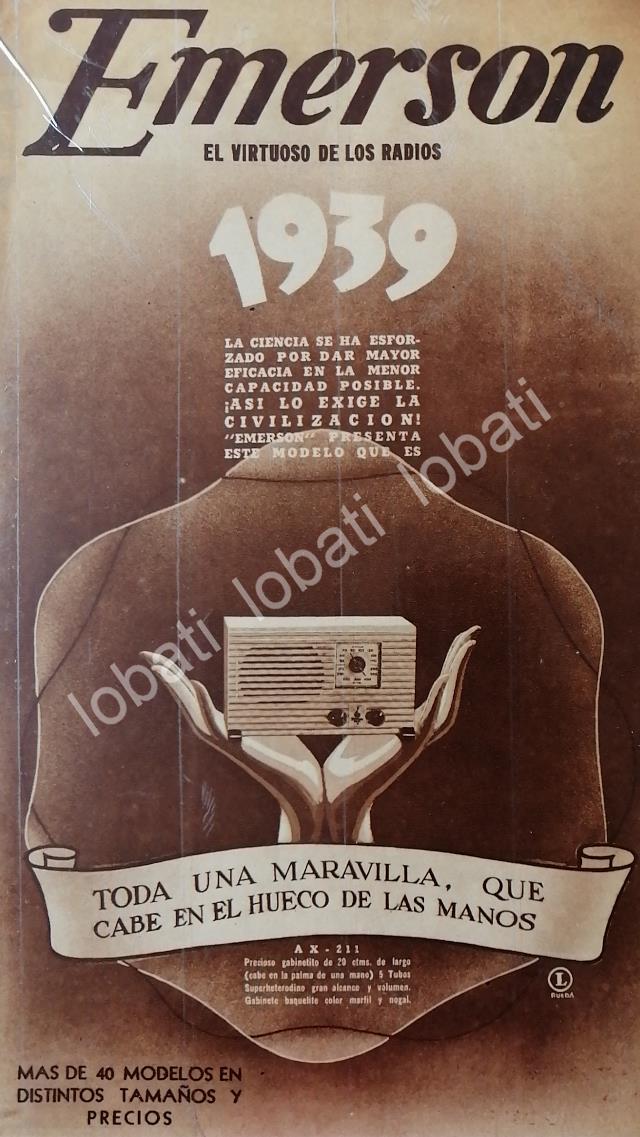 Emerson
EL VIRTUOSO DE LOS RADIOS
1939
LA CIENCIA SE HA ESFOR-
ZADO POR DAR MAYOR
EFICACIA EN LA MENOR
CAPACIDAD POSIBLE.
¡ASI LO EXIGE LA
CIVILIZACION!
"EMERSON" PRESENTA
ESTE MODELO QUE ES
lobati lobati lobati
TODA UNA MARAVILLA, QUE
CABE EN EL HUECO DE LAS MANOS
AX-211
Precioso gabinetito de 20 ctms. de largo
(cabe en la palma de una mano) 5 Tubos
Superheterodino gran alcance y volumen.
Gabinete baquelite color marfil y nogal.
L
RUEDA
MAS DE 40 MODELOS EN
DISTINTOS TAMAÑOS Y
PRECIOS